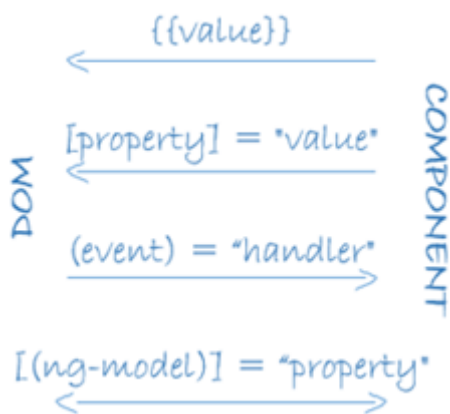 {{value}}
[property] = "value"
(event) = "handler"
[(ng-model)] = "property"
DOM
COMPONENT